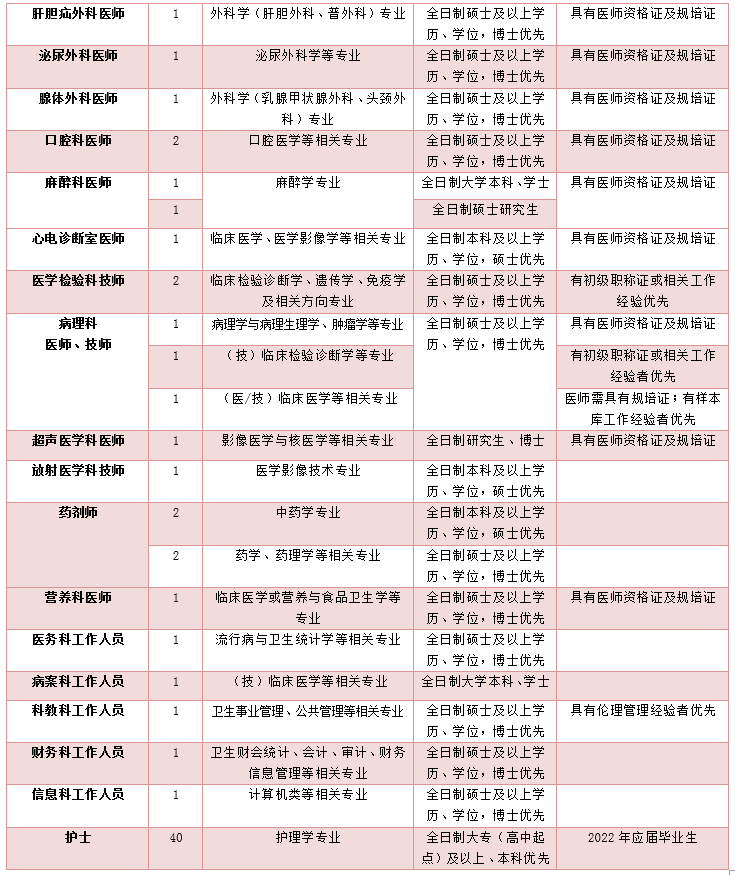 肝胆疝外科医师 1 外科学（肝胆外科、普外科）专业 全日制硕士及以上学 具有医师资格证及规培证
历、学位，博士优先
泌尿外科医师 1 泌尿外科学等专业 全日制硕士及以上学 具有医师资格证及规培证
历、学位，博士优先
腺体外科医师 1 外科学（乳腺甲状腺外科、头颈外 全日制硕士及以上学 具有医师资格证及规培证
科）专业 历、学位，博士优先
口腔科医师 2 口腔医学等相关专业 全日制硕士及以上学 具有医师资格证及规培证
历、学位，博士优先
麻醉科医师 1 麻醉学专业 全日制大学本科、学士 具有医师资格证及规培证
1 全日制硕士研究生
心电诊断室医师 1 临床医学、医学影像学等相关专业 全日制本科及以上学 具有医师资格证及规培证
历、学位，硕士优先
医学检验科技师 2 临床检验诊断学、遗传学、免疫学 全日制硕士及以上学 有初级职称证或相关工作
及相关方向专业 历、学位，博士优先 经验优先
病理科 1 病理学与病理生理学、肿瘤学等专业 全日制硕士及以上学 具有医师资格证及规培证
医师、技师 历、学位，博士优先
1 （技）临床检验诊断学等专业 有初级职称证或相关工作
经验者优先
1 （医/技）临床医学等相关专业 医师需具有规培证；有样本
库工作经验者优先
超声医学科医师 1 影像医学与核医学等相关专业 全日制研究生、博士 具有医师资格证及规培证
放射医学科技师 1 医学影像技术专业 全日制本科及以上学
历、学位，硕士优先
药剂师 2 中药学专业 全日制本科及以上学
历、学位，硕士优先
2 药学、药理学等相关专业 全日制硕士及以上学
历、学位，博士优先
营养科医师 1 临床医学或营养与食品卫生学等 全日制硕士及以上学 具有医师资格证及规培证
专业 历、学位，博士优先
医务科工作人员 1 流行病与卫生统计学等相关专业 全日制硕士及以上学
历、学位，博士优先
病案科工作人员 1 （技）临床医学等相关专业 全日制大学本科、学士
科教科工作人员 1 卫生事业管理、公共管理等相关专业 全日制硕士及以上学 具有伦理管理经验者优先
历、学位，博士优先
财务科工作人员 1 卫生财会统计、会计、审计、财务 全日制硕士及以上学
信息管理等相关专业 历、学位，博士优先
信息科工作人员 1 计算机类等相关专业 全日制硕士及以上学
历、学位，博士优先
护士 40 护理学专业 全日制大专（高中起 2022年应届毕业生
点）及以上、本科优先